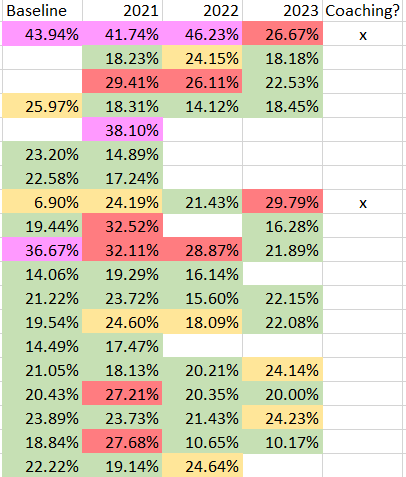 Baseline 2021 2022 2023 Coaching?
43.94% 41.74% 46.23% 26.67% x
18.23% 24.15% 18.18%
29.41% 26.11% 22.53%
25.97% 18.31% 14.12% 18.45%
38.10%
23.20% 14.89%
22.58% 17.24%
6.90% 24.19% 21.43% 29.79% x
19.44% 32.52% 16.28%
36.67% 32.11% 28.87% 21.89%
14.06% 19.29% 16.14%
21.22% 23.72% 15.60% 22.15%
19.54% 24.60% 18.09% 22.08%
14.49% 17.47%
21.05% 18.13% 20.21% 24.14%
20.43% 27.21% 20.35% 20.00%
23.89% 23.73% 21.43% 24.23%
18.84% 27.68% 10.65% 10.17%
22.22% 19.14% 24.64%